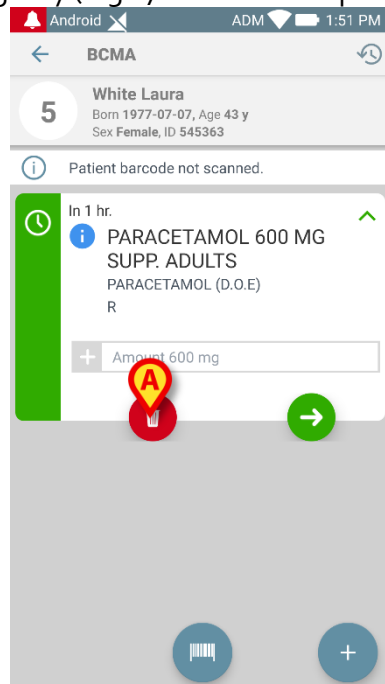 Android
ADM 1:51 PM
BCMA
5
White Laura
Born 1977-07-07, Age 43 y
Sex Female, ID 545363
i
Patient barcode not scanned.
In 1 hr.
i
PARACETAMOL 600 MG
SUPP. ADULTS
PARACETAMOL (D.O.E)
R
+ Amount 600 mg
A
+